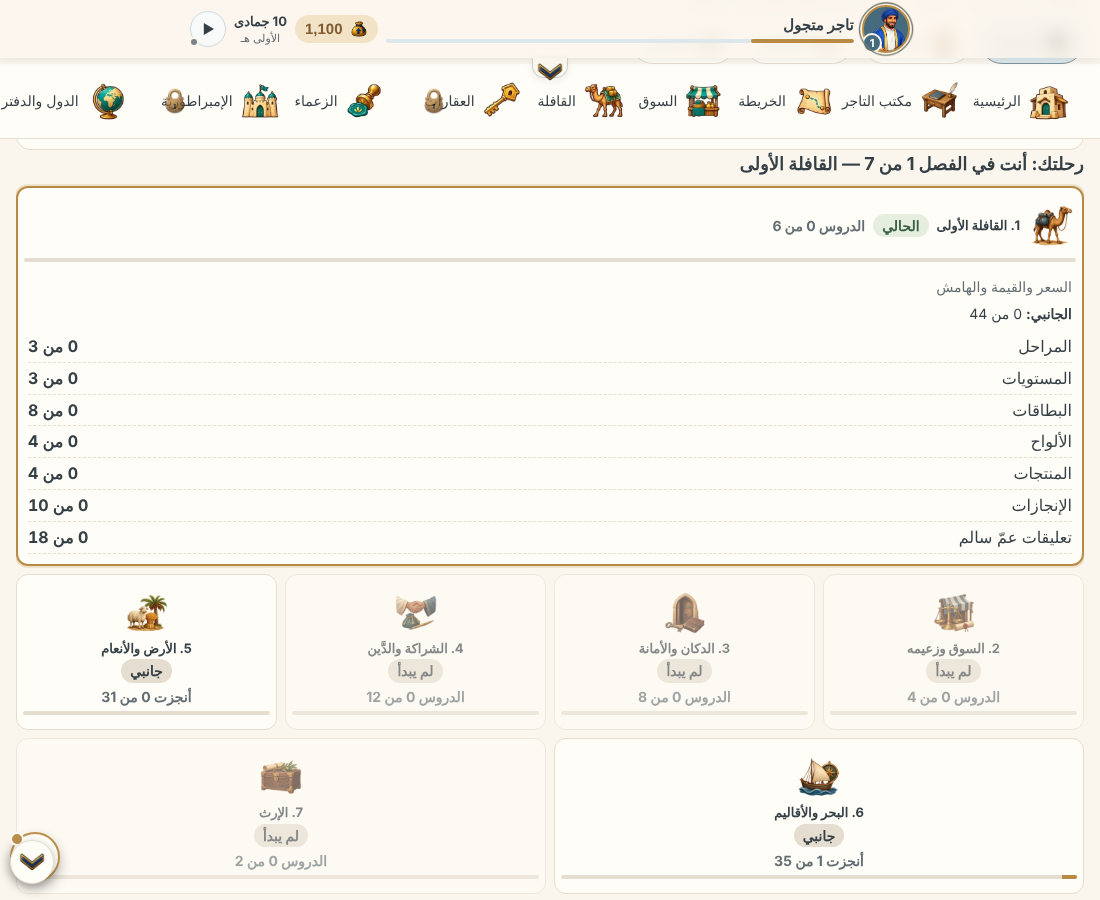 تاجر متجول
1
1,100
10 جمادى
الأولى هـ
الرئيسية
مكتب التاجر
الخريطة
السوق
القافلة
العقار
الزعماء
الإمبراطورية
الدول والدفتر
رحلتك: أنت في الفصل 1 من 7 — القافلة الأولى
1. القافلة الأولى الحالي الدروس 0 من 6
السعر والقيمة والهامش
الجانبي: 0 من 44
المراحل 0 من 3
المستويات 0 من 3
البطاقات 0 من 8
الألواح 0 من 4
المنتجات 0 من 4
الإنجازات 0 من 10
تعليقات عمّ سالم 0 من 18
2. السوق وزعيمه
لم يبدأ
الدروس 0 من 4
3. الدكان والأمانة
لم يبدأ
الدروس 0 من 8
4. الشراكة والدَّين
لم يبدأ
الدروس 0 من 12
5. الأرض والأنعام
جانبي
أنجزت 0 من 31
6. البحر والأقاليم
جانبي
أنجزت 1 من 35
7. الإرث
لم يبدأ
الدروس 0 من 2